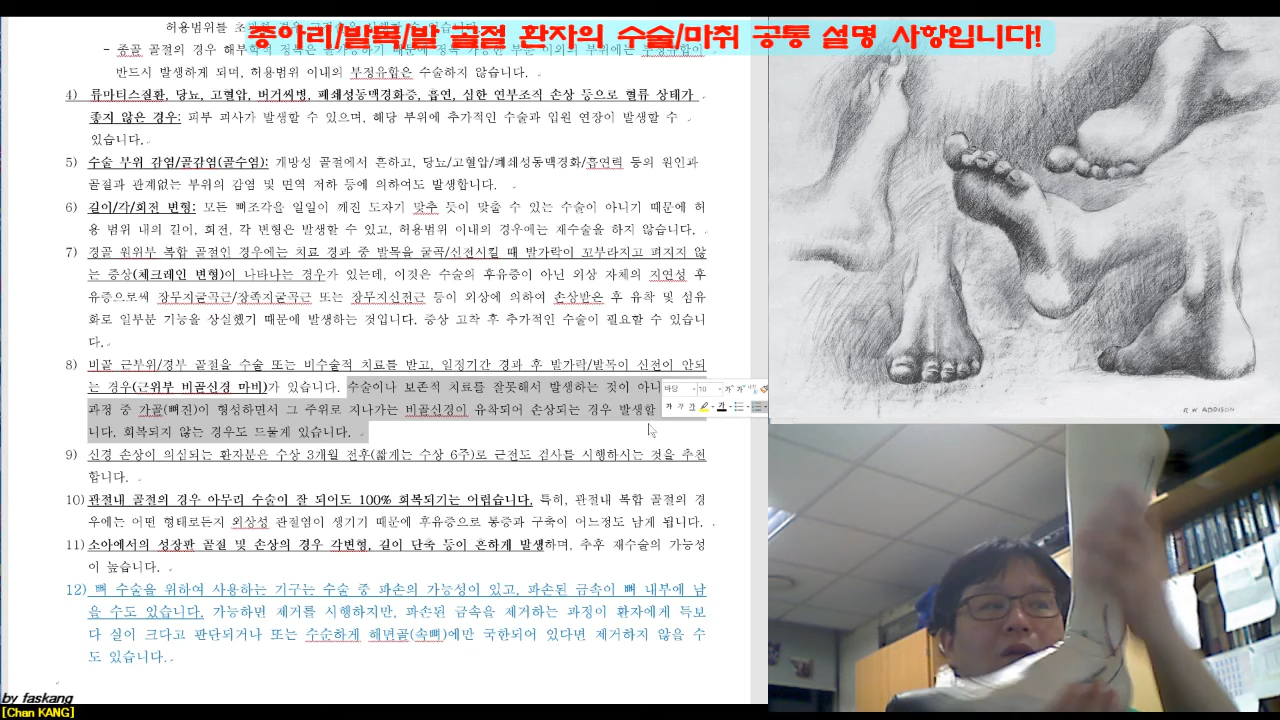 종아리/발목/발 골절 환자의 수술/마취 공통 설명 사항입니다!
허용범위를 초
- 종골 골절의 경우 해부
반드시 발생하게 되며, 허용범위 이내의 부정유합은 수술하지 않습니다.
4) 류마티스질환, 당뇨, 고혈압, 버거씨병, 폐쇄성동맥경화증, 흡연, 심한 연부조직 손상 등으로 혈류 상태가
좋지 않은 경우: 피부 괴사가 발생할 수 있으며, 해당 부위에 추가적인 수술과 입원 연장이 발생할 수
있습니다.
5) 수술 부위 감염/골감염(골수염): 개방성 골절에서 흔하고, 당뇨/고혈압/폐쇄성동맥경화/흡연력 등의 원인과
골절과 관계없는 부위의 감염 및 면역 저하 등에 의하여도 발생합니다.
6) 길이/각/회전 변형: 모든 뼈조각을 일일이 깨진 도자기 맞추 듯이 맞출 수 있는 수술이 아니기 때문에 허
용 범위 내의 길이, 회전, 각 변형은 발생할 수 있고, 허용범위 이내의 경우에는 재수술을 하지 않습니다.
7) 경골 원위부 복합 골절인 경우에는 치료 경과 중 발목을 굴곡/신전시킬 때 발가락이 꼬부라지고 펴지지 않
는 증상(체크레인 변형)이 나타나는 경우가 있는데, 이것은 수술의 후유증이 아닌 외상 자체의 지연성 후
유증으로써 장무지굴곡근/장족지굴곡근 또는 장무지신전근 등이 외상에 의하여 손상받은 후 유착 및 섬유
화로 일부분 기능을 상실했기 때문에 발생하는 것입니다. 증상 고착 후 추가적인 수술이 필요할 수 있습니
다.
8) 비골 근부위/경부 골절을 수술 또는 비수술적 치료를 받고, 일정기간 경과 후 발가락/발목이 신전이 안되
는 경우(근위부 비골신경 마비)가 있습니다. 수술이나 보존적 치료를 잘못해서 발생하는 것이 아니
과정 중 가골(뼈진)이 형성하면서 그 주위로 지나가는 비골신경이 되어 손상되는 경우 발생할
니다. 회복되지 않는 경우도 드물게 있습니다.
바탕 10 가 가
가 가 가 가
9) 신경 손상이 의심되는 환자분은 수상 3개월 전후(짧게는 수상 6주)로 근전도 검사를 시행하시는 것을 추천
합니다.
10) 관절내 골절의 경우 아무리 수술이 잘 되어도 100% 회복되기는 어렵습니다. 특히, 관절내 복합 골절의 경
우에는 어떤 형태로든지 외상성 관절염이 생기기 때문에 후유증으로 통증과 구축이 어느정도 남게 됩니다.
11) 소아에서의 성장판 골절 및 손상의 경우 각변형, 길이 단축 등이 흔하게 발생하며, 추후 재수술의 가능성
이 높습니다.
12) 뼈 수술을 위하여 사용하는 기구는 수술 중 파손의 가능성이 있고, 파손된 금속이 뼈 내부에 남
을 수도 있습니다. 가능하면 제거를 시행하지만, 파손된 금속을 제거하는 과정이 환자에게 득보
다 실이 크다고 판단되거나 또는 수순하게 해면골(속뼈)에만 국한되어 있다면 제거하지 않을 수
도 있습니다.
R W ADDISON
by faskang
[Chan KANG]